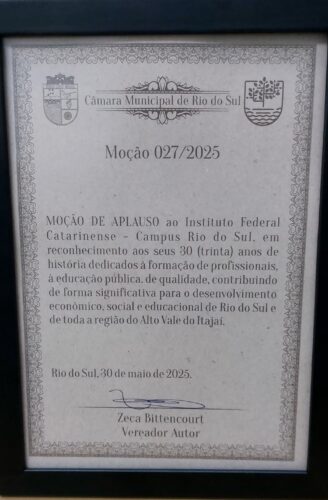 Câmara Municipal de Rio do Sul
Moção 027/2025
MOÇÃO DE APLAUSO ao Instituto Federal
Catarinense - Campus Rio do Sul, em
reconhecimento aos seus 30 (trinta) anos de
história dedicados à formação de profissionais,
à educação pública, de qualidade, contribuindo
de forma significativa para o desenvolvimento
econômico, social e educacional de Rio do Sul e
de toda a região do Alto Vale do Itajaí.
Rio do Sul, 30 de maio de 2025.
Zeca Bittencourt
Vereador Autor